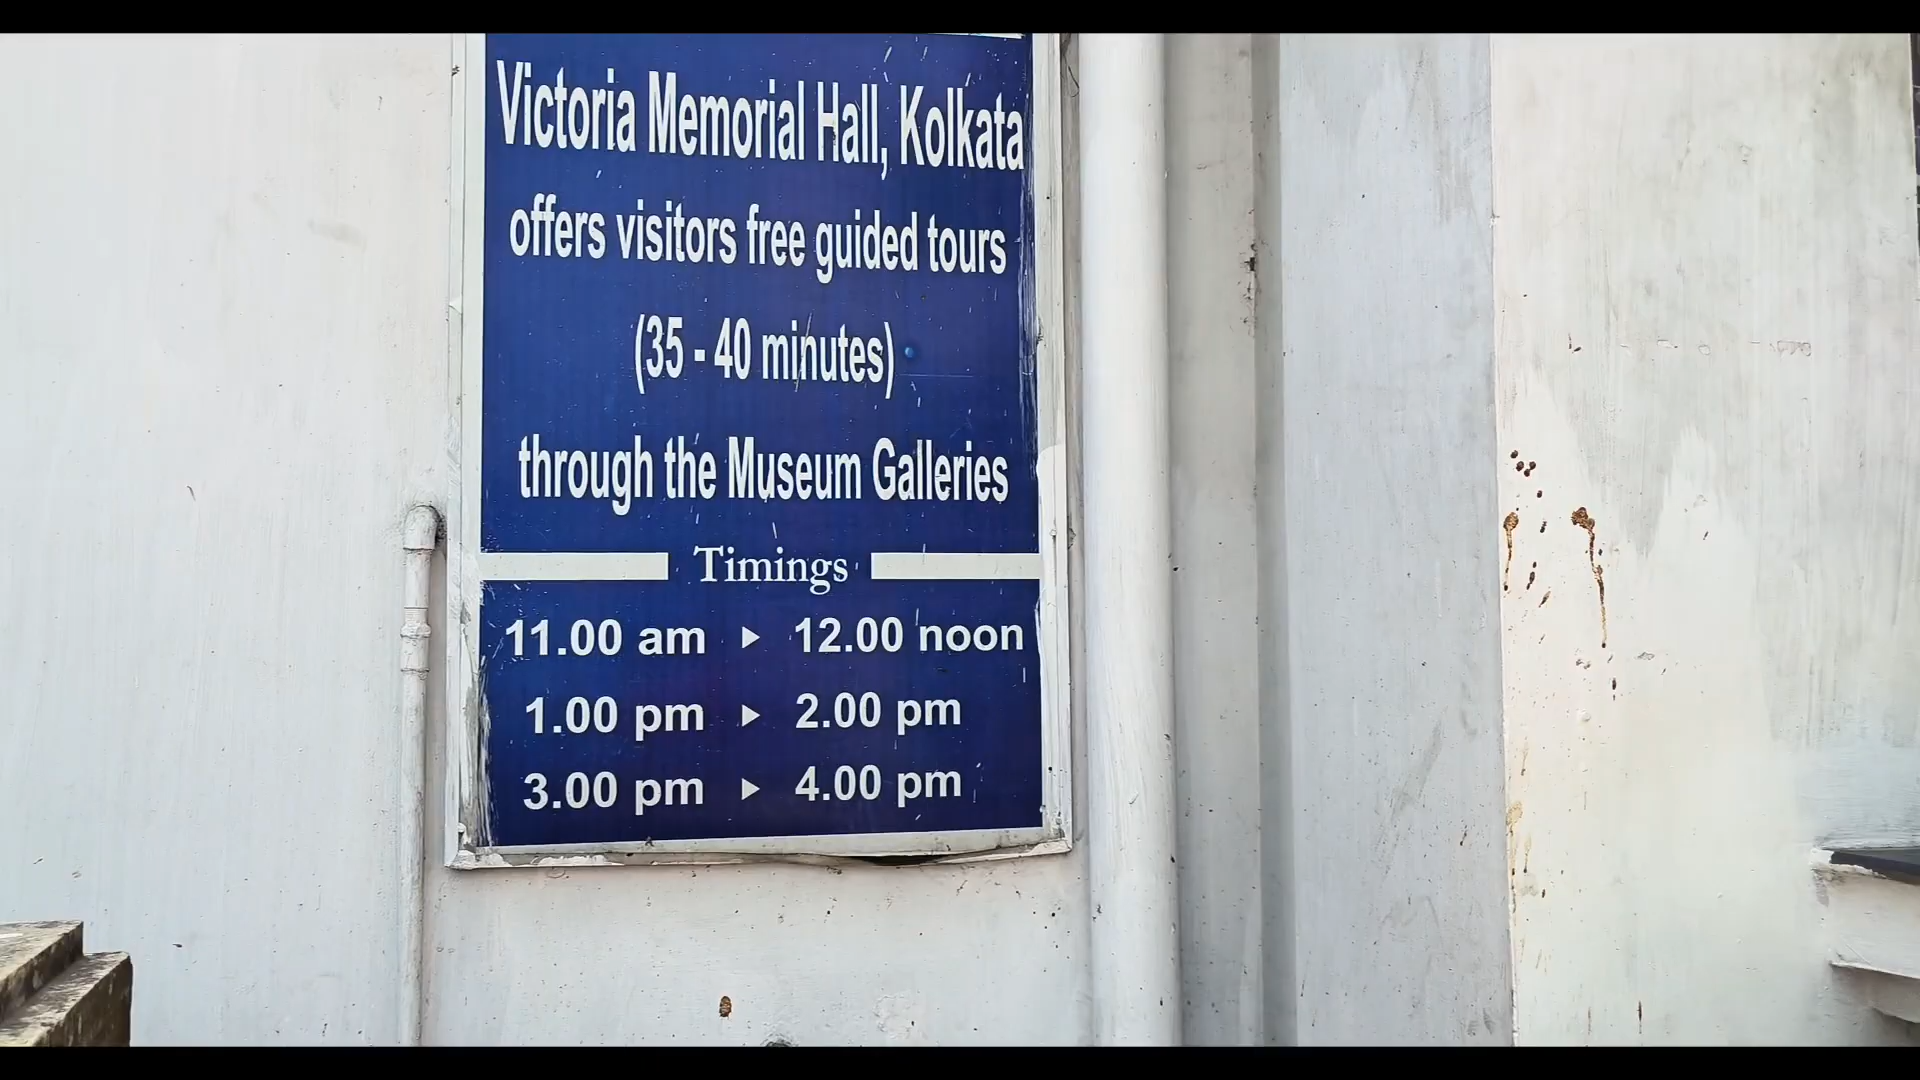 Victoria Memorial Hall, Kolkata
offers visitors free guided tours
(35 - 40 minutes)
through the Museum Galleries
Timings
11.00 am ▸ 12.00 noon
1.00 pm ▸ 2.00 pm
3.00 pm ▸ 4.00 pm